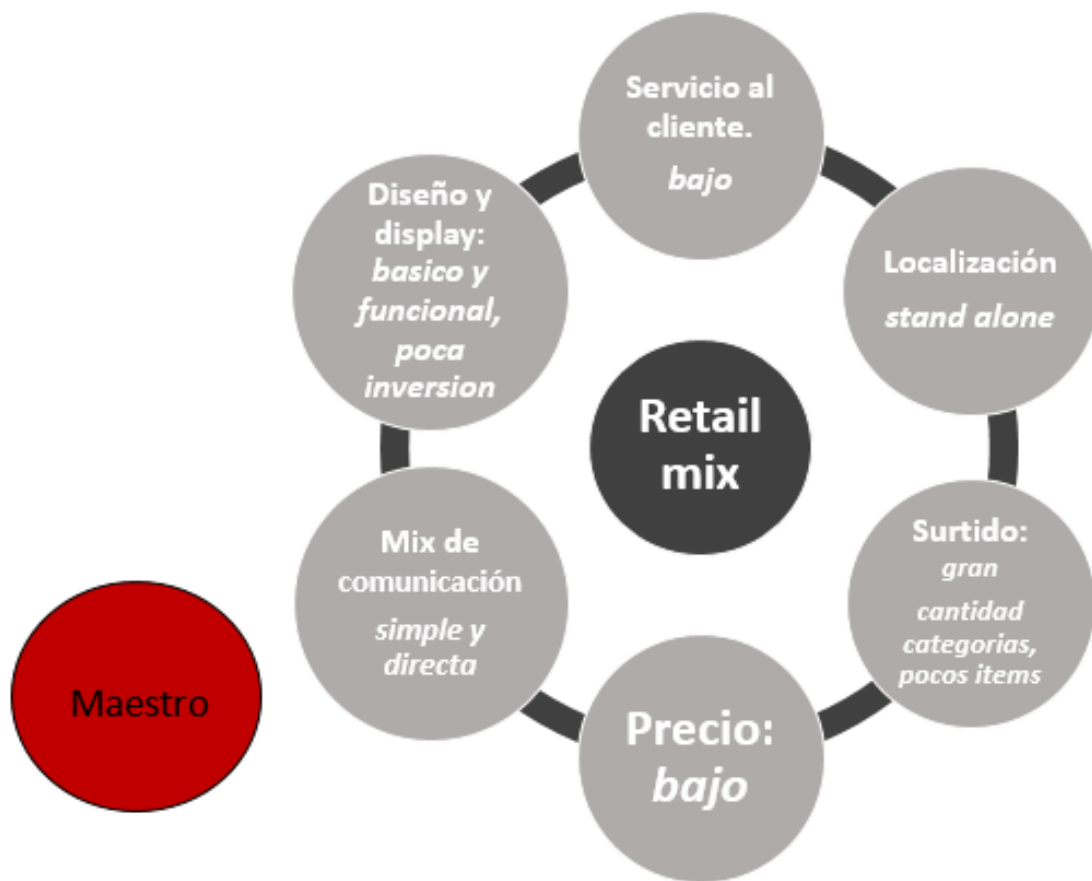 Servicio al
cliente.
bajo
Localización
stand alone
Surtido:
gran
cantidad
categorias,
pocos items
Precio:
bajo
Mix de
comunicación
simple y
directa
Diseño y
display:
basico y
funcional,
poca
inversion
Retail
mix
Maestro